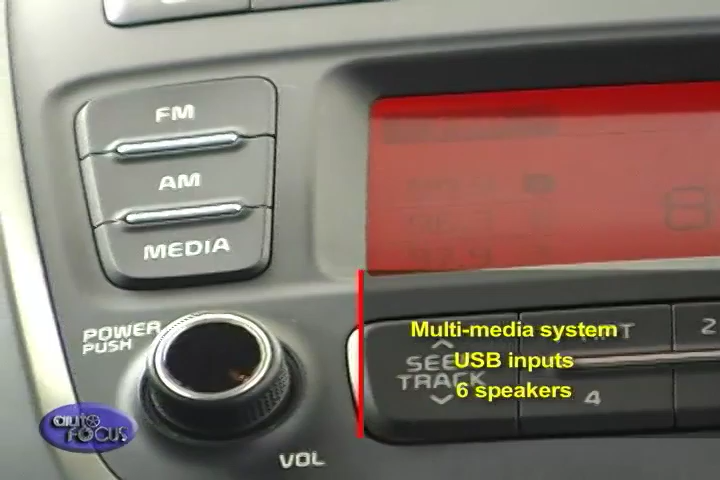 FM
AM
MEDIA
POWER
PUSH
VOL
SEEK
TRACK
2
4
Multi-media system
USB inputs
6 speakers
auto
FOCUS